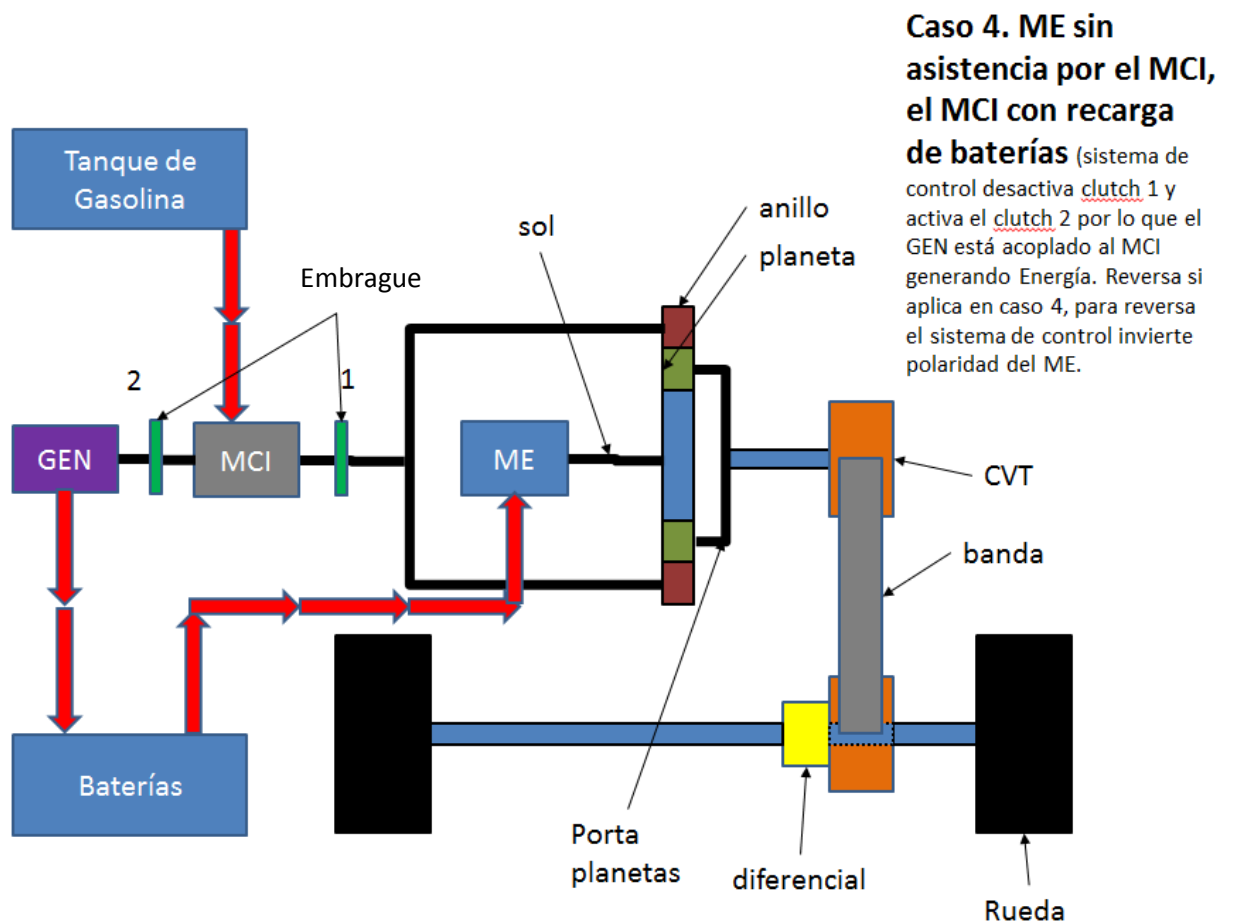 Caso 4. ME sin
asistencia por el MCI,
el MCI con recarga
de baterías (sistema de
control desactiva clutch 1 y
activa el clutch 2 por lo que el
GEN está acoplado al MCI
generando Energía. Reversa si
aplica en caso 4, para reversa
el sistema de control invierte
polaridad del ME.
Tanque de
Gasolina
sol
anillo
planeta
Embrague
2
1
GEN
MCI
ME
CVT
banda
Baterías
Porta
planetas
diferencial
Rueda